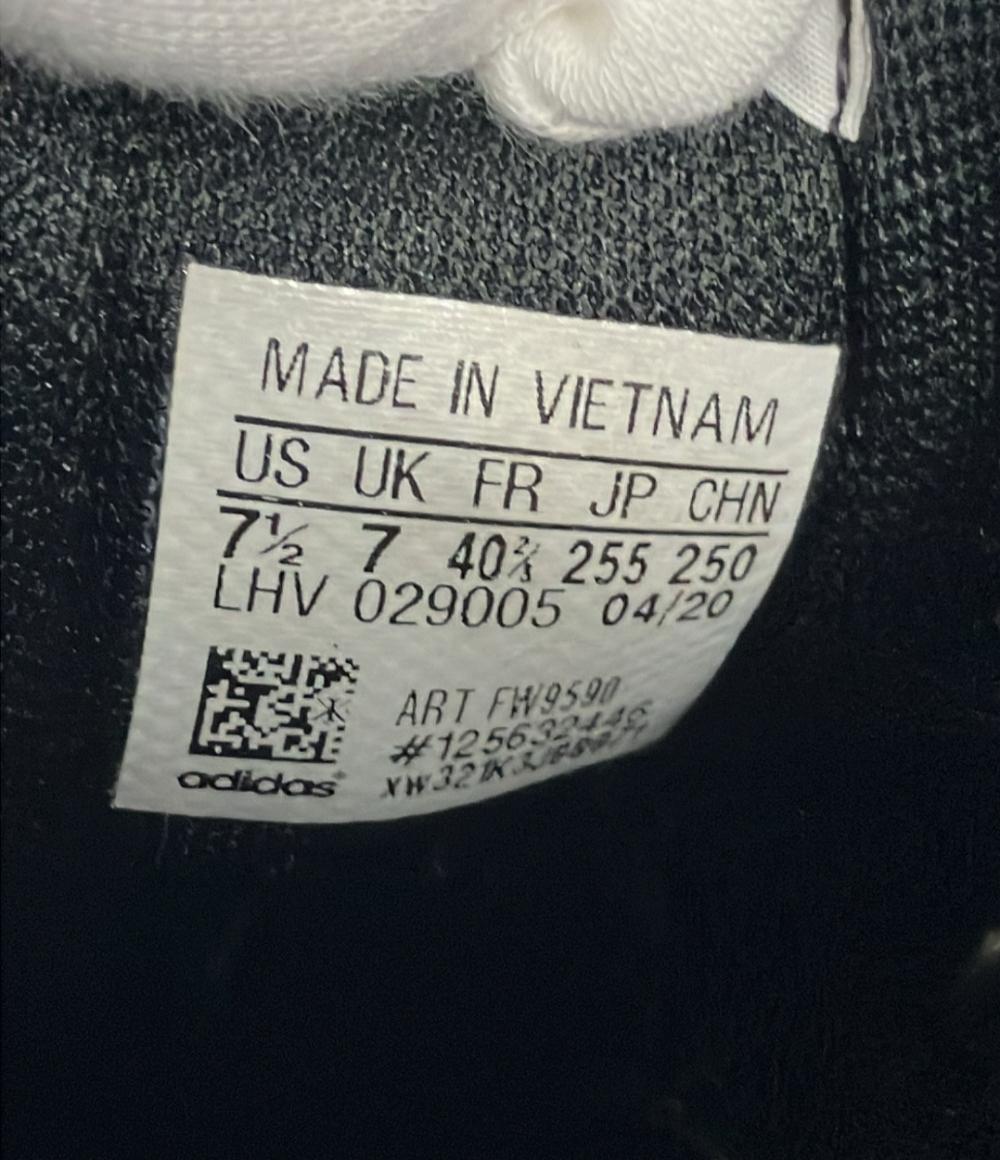 MADE IN VIETNAM
US UK FR JP CHN
7½ 7 40⅔ 255 250
LHV 029005 04/20
ART FW9590
#125632446
adidas